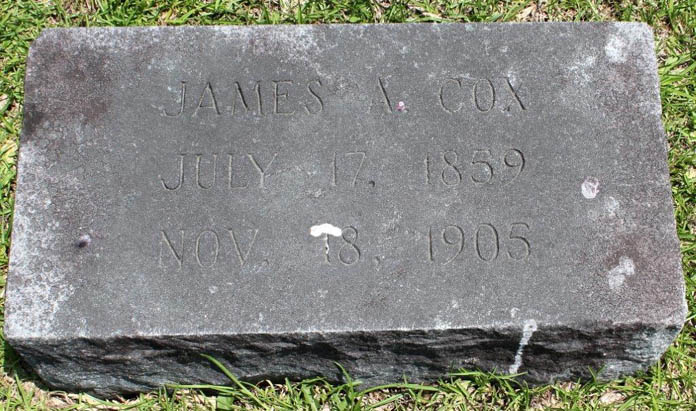 JAMES A. COX
JULY 17, 1859
NOV. 18, 1905